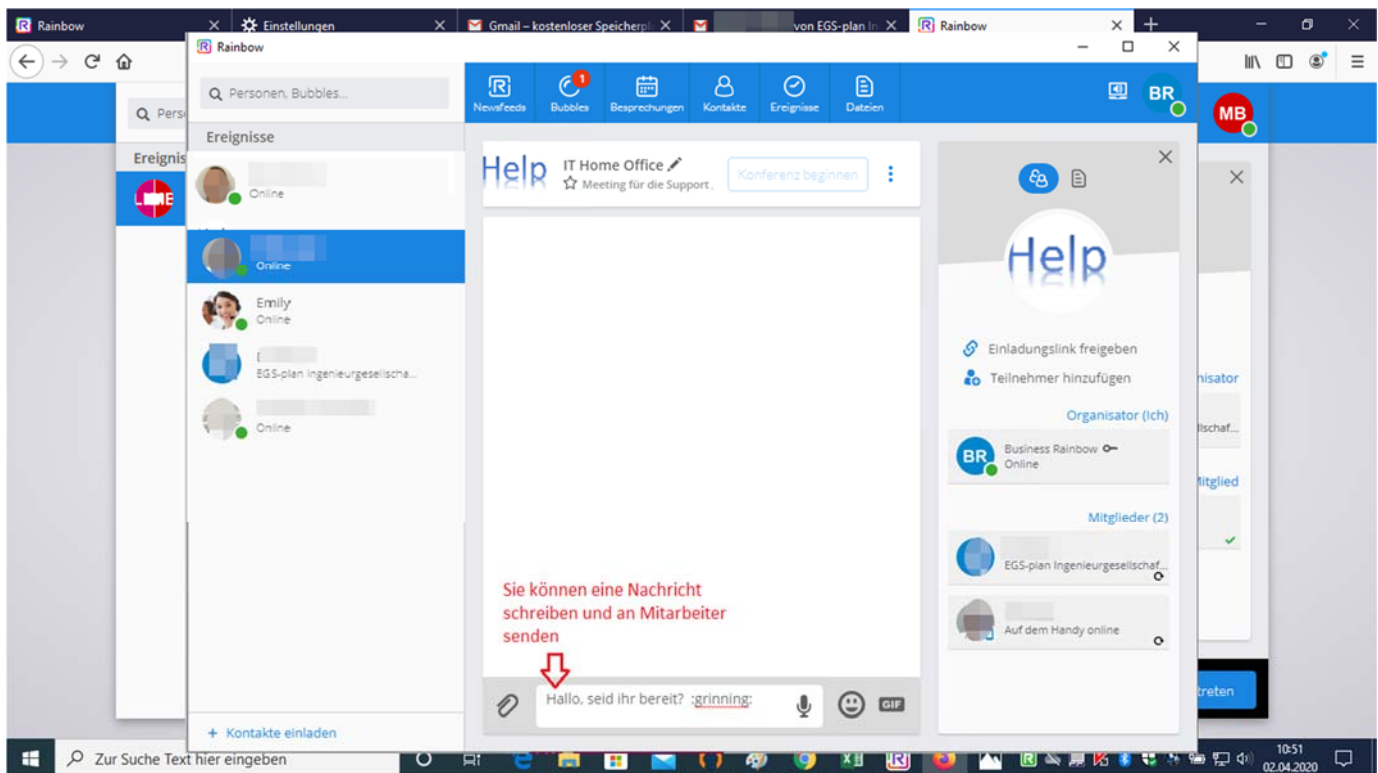 Rainbow
Einstellungen
Gmail – kostenloser Speicherpl
von EGS-plan In
Rainbow
Rainbow
Personen, Bubbles...
Newsfeeds
Bubbles
1
Besprechungen
Kontakte
Ereignisse
Dateien
BR
Pers
MB
Ereignisse
Ereignis
Online
Online
Emily
Online
EGS-plan Ingenieurgesellscha...
Online
+ Kontakte einladen
Help
IT Home Office
Meeting für die Support.
Konferenz beginnen
Sie können eine Nachricht
schreiben und an Mitarbeiter
senden
Hallo, seid ihr bereit? :grinning:
GIF
Help
Einladungslink freigeben
Teilnehmer hinzufügen
Organisator (Ich)
BR
Business Rainbow
Online
Mitglieder (2)
EGS-plan Ingenieurgesellschaf...
Auf dem Handy online
nisator
llschaf...
Mitglied
treten
Zur Suche Text hier eingeben
10:51
02.04.2020